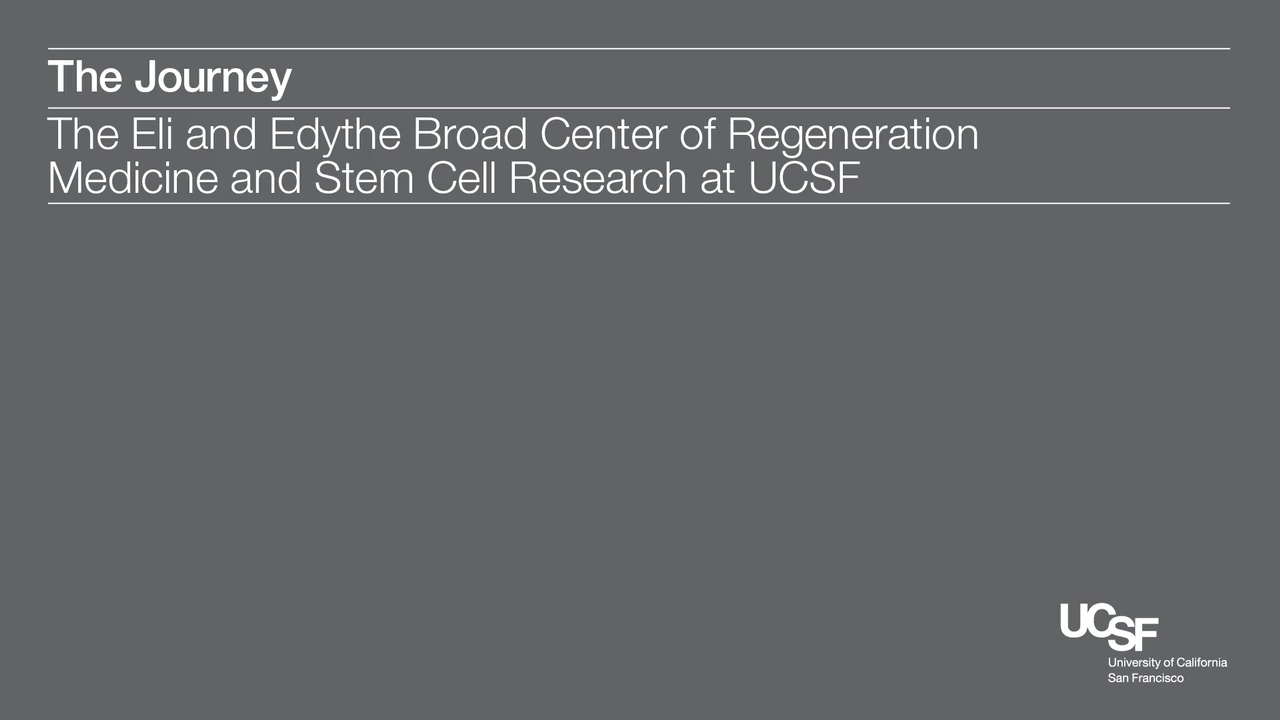 The Journey
The Eli and Edythe Broad Center of Regeneration
Medicine and Stem Cell Research at UCSF
UCSF
University of California
San Francisco